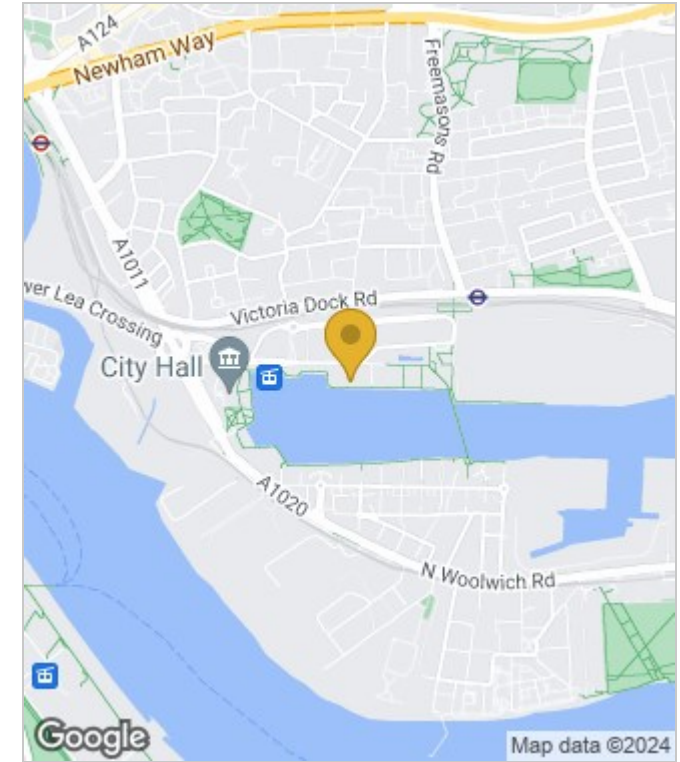 A124
Newham Way
Freemasons Rd
A1011
wer Lea Crossing
Victoria Dock Rd
City Hall
A1020
N Woolwich Rd
Google
Map data ©2024